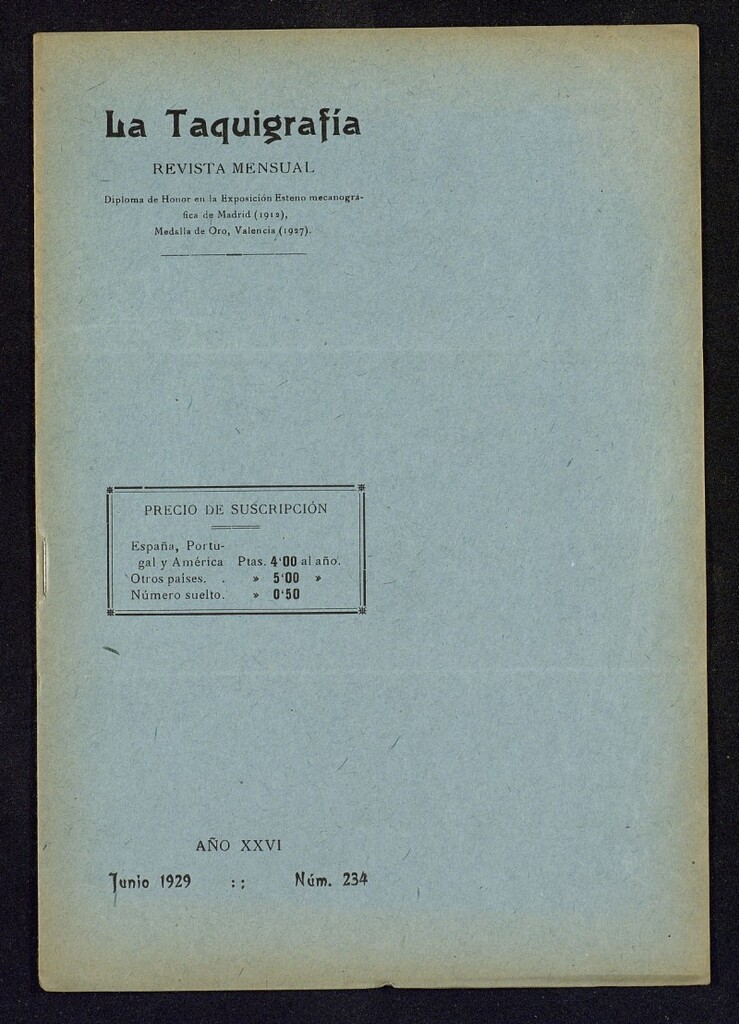 La Taquigrafía
REVISTA MENSUAL
Diploma de Honor en la Exposición Esteno mecanográ-
fica de Madrid (1912),
Medalla de Oro, Valencia (1927).
PRECIO DE SUSCRIPCIÓN
España, Portu-
gal y América Ptas. 4'00 al año.
Otros países. . » 5'00 »
Número suelto. » 0'50
AÑO XXVI
Junio 1929 :: Núm. 234